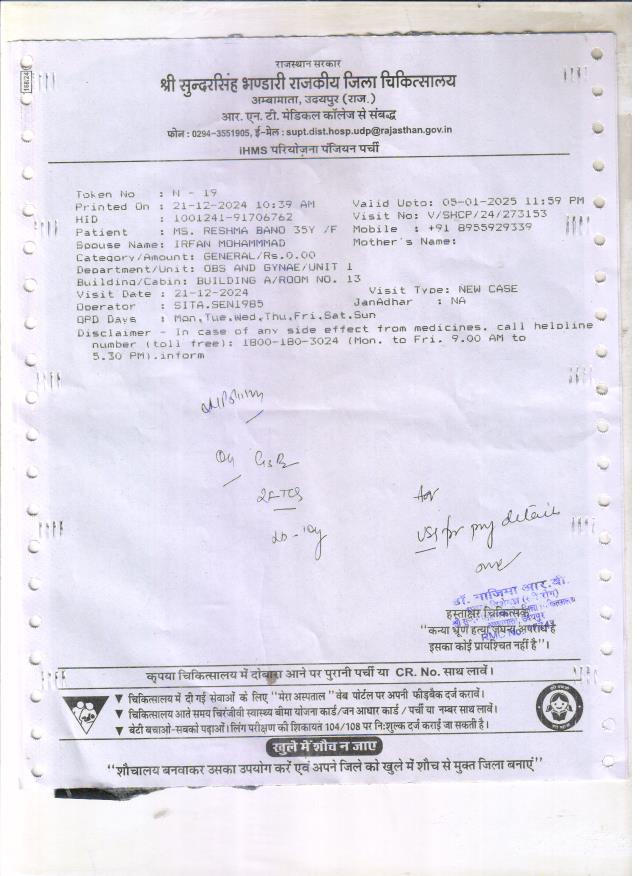 168/24
राजस्थान सरकार
श्री सुन्दरसिंह भण्डारी राजकीय जिला चिकित्सालय
अम्बामाता, उदयपुर (राज.)
आर. एन. टी. मेडिकल कॉलेज से संबद्ध
फोन : 0294-3551905, ई-मेल : supt.dist.hosp.udp@rajasthan.gov.in
iHMS परियोजना पंजियन पर्ची
Token No : N - 19
Printed On : 21-12-2024 10:39 AM Valid Upto: 05-01-2025 11:59 PM
HID : 1001241-91706762 Visit No: V/SHCP/24/273153
Patient : MS. RESHMA BANO 35Y /F Mobile : +91 8955929339
Spouse Name: IRFAN MOHAMMMAD Mother's Name:
Category/Amount: GENERAL/Rs.0.00
Department/Unit: OBS AND GYNAE/UNIT 1
Building/Cabin: BUILDING A/ROOM NO. 13
Visit Date : 21-12-2024 Visit Type: NEW CASE
Operator : SITA.SEN1985 JanAdhar : NA
OPD Days : Mon,Tue,Wed,Thu,Fri,Sat,Sun
Disclaimer - In case of any side effect from medicines, call helpline
number (toll free): 1800-180-3024 (Mon. to Fri. 9.00 AM to
5.30 PM).inform
Adv
USG for preg details
हस्ताक्षर चिकित्सक
"कन्या भ्रूण हत्या जघन्य अपराध है
इसका कोई प्रायश्चित नहीं है"।
कृपया चिकित्सालय में दोबारा आने पर पुरानी पर्ची या CR. No. साथ लावें।
▼ चिकित्सालय में दी गई सेवाओं के लिए "मेरा अस्पताल" वेब पोर्टल पर अपनी फीडबैक दर्ज करावें।
▼ चिकित्सालय आते समय चिरंजीवी स्वास्थ्य बीमा योजना कार्ड/जन आधार कार्ड / पर्ची या नम्बर साथ लावें।
▼ बेटी बचाओ-सबको पढ़ाओ। लिंग परीक्षण की शिकायते 104/108 पर नि:शुल्क दर्ज कराई जा सकती है।
खुले में शौच न जाए
"शौचालय बनवाकर उसका उपयोग करें एवं अपने जिले को खुले में शौच से मुक्त जिला बनाएं"